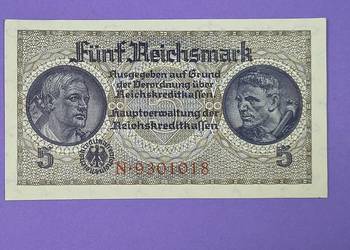 Fünf Reichsmark
Ausgegeben auf Grund
der Verordnung über
Reichskreditkassen
Hauptverwaltung der
Reichskreditkassen
5 N·9301018 5